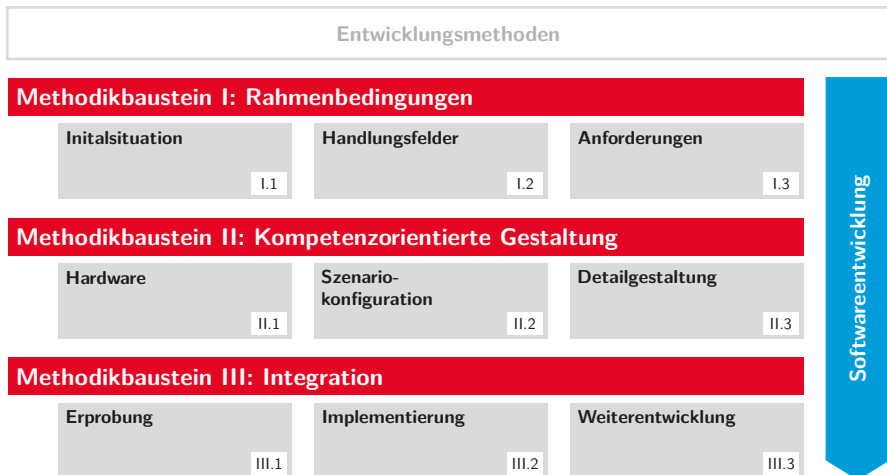 Entwicklungsmethoden
Methodikbaustein I: Rahmenbedingungen
Initalsituation
I.1
Handlungsfelder
I.2
Anforderungen
I.3
Methodikbaustein II: Kompetenzorientierte Gestaltung
Hardware
II.1
Szenario-
konfiguration
II.2
Detailgestaltung
II.3
Methodikbaustein III: Integration
Erprobung
III.1
Implementierung
III.2
Weiterentwicklung
III.3
Softwareentwicklung